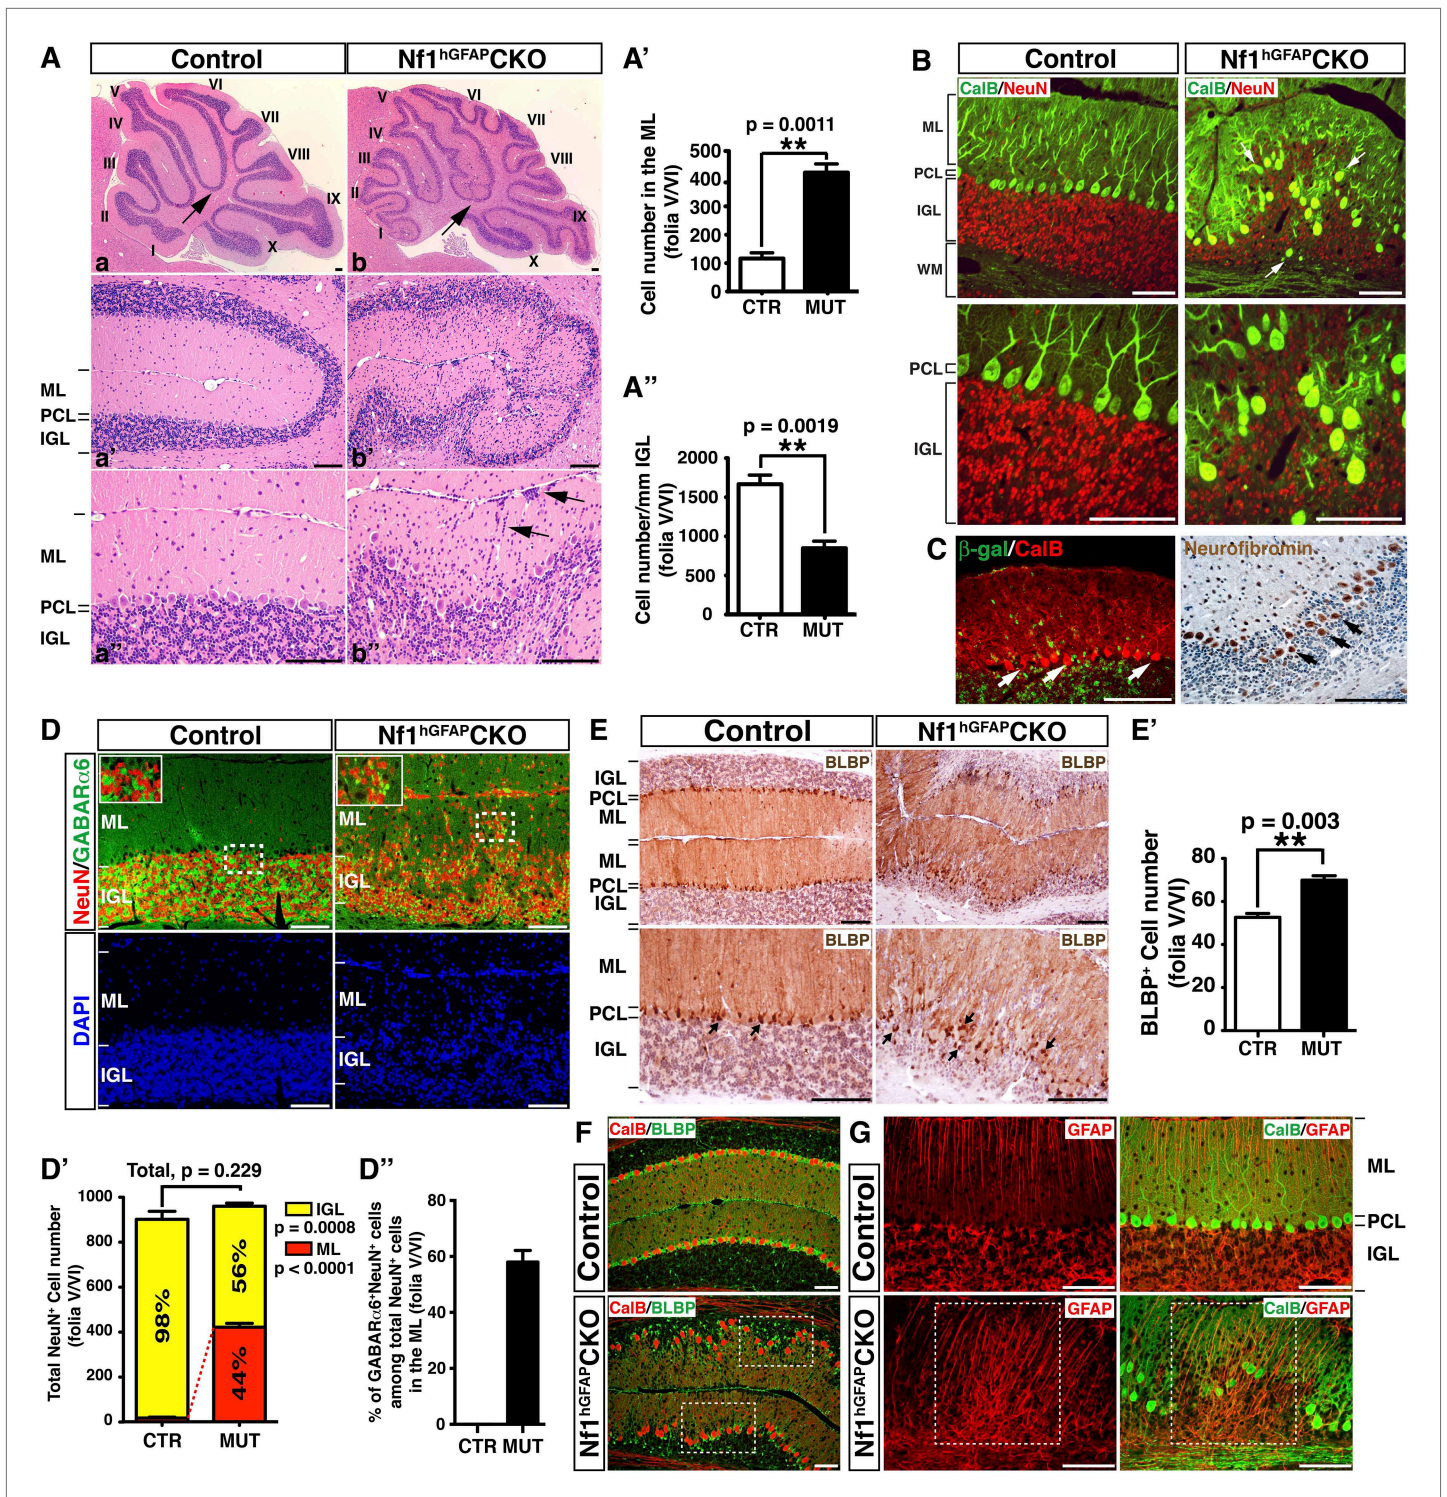 A
Control
Nf1hGFAPCKO
V
VI
IV
VII
III
VIII
II
IX
I
X
a
V
VI
IV
VII
III
VIII
II
IX
I
X
b
ML
PCL
IGL
a'
b'
ML
PCL
IGL
a''
b''
A'
p = 0.0011
**
Cell number in the ML
(folia V/VI)
500
400
300
200
100
0
CTR
MUT
A''
p = 0.0019
**
Cell number/mm IGL
(folia V/VI)
2000
1500
1000
500
0
CTR
MUT
B
Control
Nf1hGFAPCKO
CalB/NeuN
CalB/NeuN
ML
PCL
IGL
WM
PCL
IGL
C
β-gal/CalB
Neurofibromin
D
Control
Nf1hGFAPCKO
NeuN/GABARα6
ML
IGL
ML
IGL
DAPI
ML
IGL
ML
IGL
D'
Total, p = 0.229
Total NeuN+ Cell number
(folia V/VI)
1000
800
600
400
200
0
98%
56%
44%
IGL
p = 0.0008
ML
p < 0.0001
CTR
MUT
D''
% of GABARα6+NeuN+ cells
among total NeuN+ cells
in the ML (folia V/VI)
80
60
40
20
0
CTR MUT
E
Control
Nf1hGFAPCKO
BLBP
BLBP
IGL
PCL
ML
ML
PCL
IGL
BLBP
BLBP
ML
PCL
IGL
E'
p = 0.003
**
BLBP+ Cell number
(folia V/VI)
80
60
40
20
0
CTR
MUT
F
Control
CalB/BLBP
Nf1hGFAPCKO
CalB/BLBP
G
Control
GFAP
CalB/GFAP
ML
PCL
IGL
Nf1hGFAPCKO
GFAP
CalB/GFAP